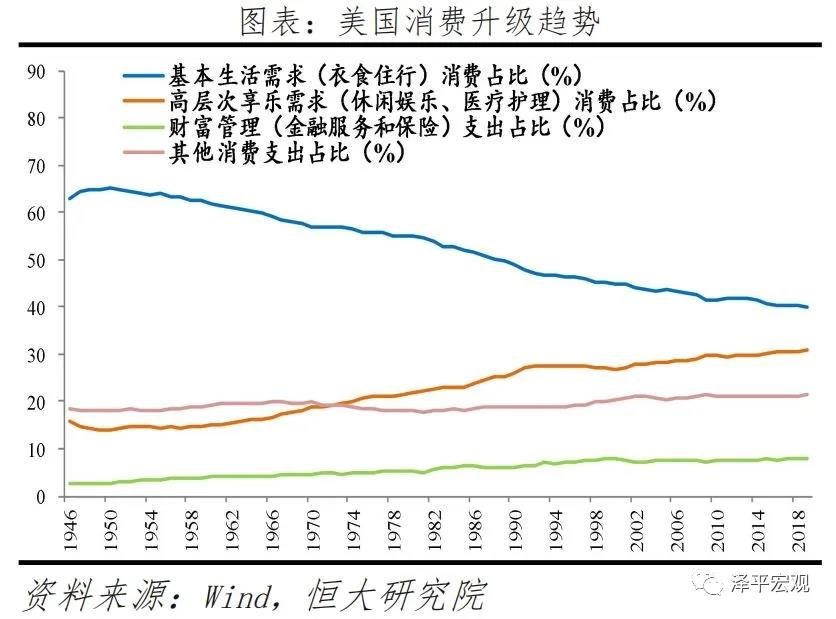 图表：美国消费升级趋势
90
基本生活需求（衣食住行）消费占比（%）
高层次享乐需求（休闲娱乐、医疗护理）消费占比（%）
80
财富管理（金融服务和保险）支出占比（%）
其他消费支出占比（%）
70
60
50
40
30
20
10
0
1946 1950 1954 1958 1962 1966 1970 1974 1978 1982 1986 1990 1994 1998 2002 2006 2010 2014 2018
资料来源：Wind，恒大研究院
泽平宏观